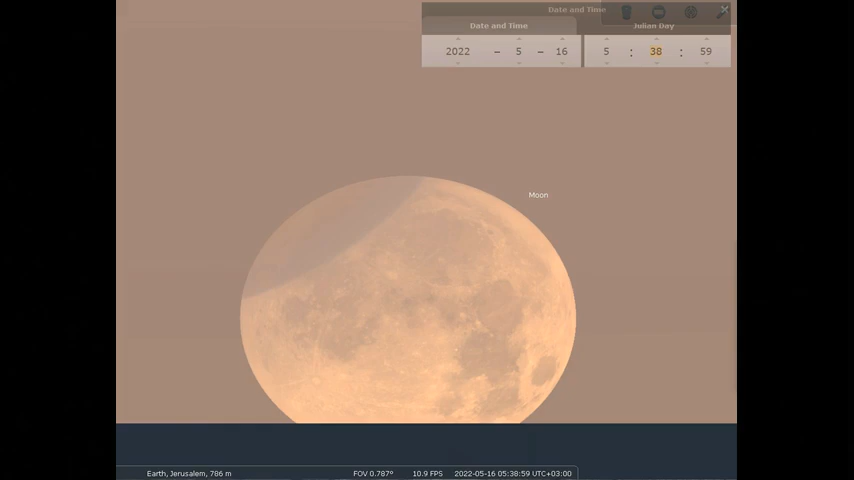 Date and Time
Date and Time
Julian Day
2022 – 5 – 16
5 : 38 : 59
Moon
Earth, Jerusalem, 786 m
FOV 0.787°
10.9 FPS
2022-05-16 05:38:59 UTC+03:00